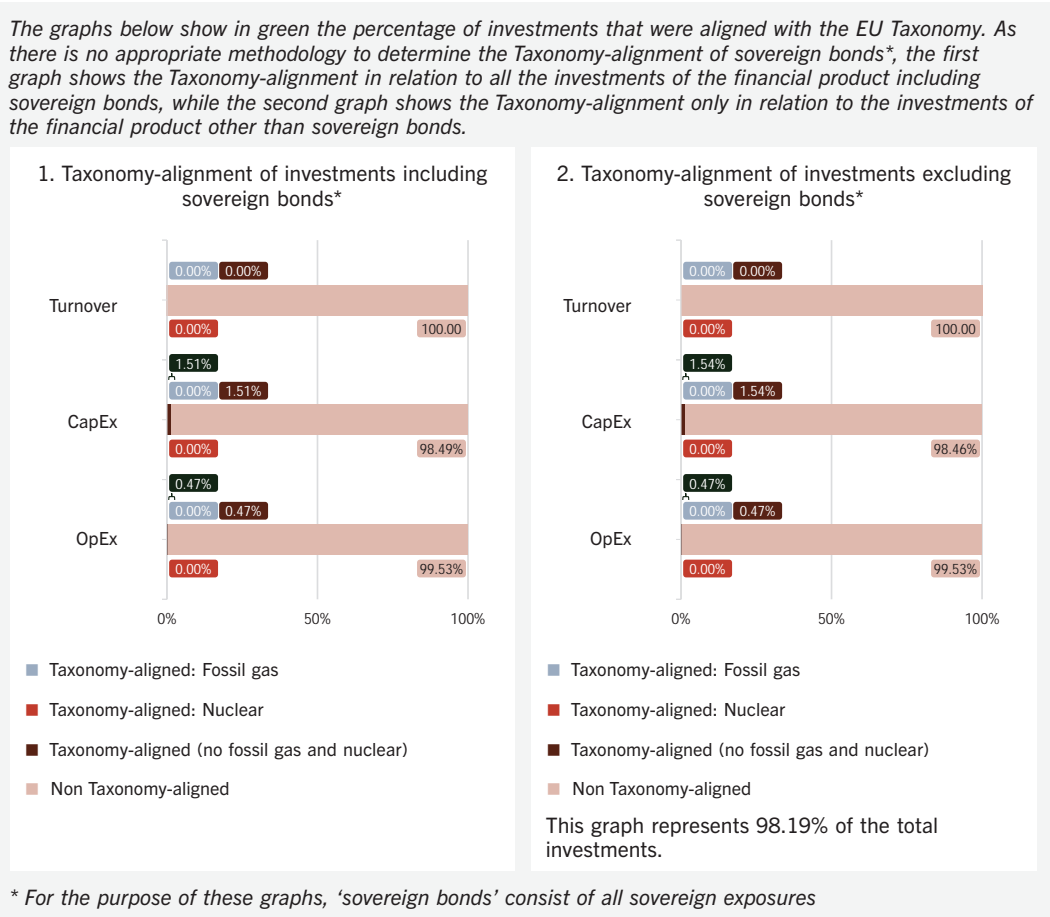 The graphs below show in green the percentage of investments that were aligned with the EU Taxonomy. As
there is no appropriate methodology to determine the Taxonomy-alignment of sovereign bonds*, the first
graph shows the Taxonomy-alignment in relation to all the investments of the financial product including
sovereign bonds, while the second graph shows the Taxonomy-alignment only in relation to the investments of
the financial product other than sovereign bonds.
1. Taxonomy-alignment of investments including
sovereign bonds*
0.00% 0.00%
Turnover
0.00% 100.00
1.51%
0.00% 1.51%
CapEx
0.00% 98.49%
0.47%
0.00% 0.47%
OpEx
0.00% 99.53%
0% 50% 100%
Taxonomy-aligned: Fossil gas
Taxonomy-aligned: Nuclear
Taxonomy-aligned (no fossil gas and nuclear)
Non Taxonomy-aligned
2. Taxonomy-alignment of investments excluding
sovereign bonds*
0.00% 0.00%
Turnover
0.00% 100.00
1.54%
0.00% 1.54%
CapEx
0.00% 98.46%
0.47%
0.00% 0.47%
OpEx
0.00% 99.53%
0% 50% 100%
Taxonomy-aligned: Fossil gas
Taxonomy-aligned: Nuclear
Taxonomy-aligned (no fossil gas and nuclear)
Non Taxonomy-aligned
This graph represents 98.19% of the total
investments.
* For the purpose of these graphs, ‘sovereign bonds’ consist of all sovereign exposures